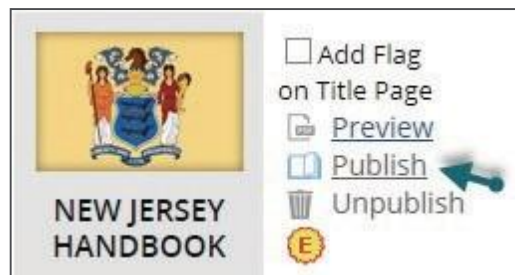 NEW JERSEY
HANDBOOK
Add Flag
on Title Page
Preview
Publish
Unpublish
E